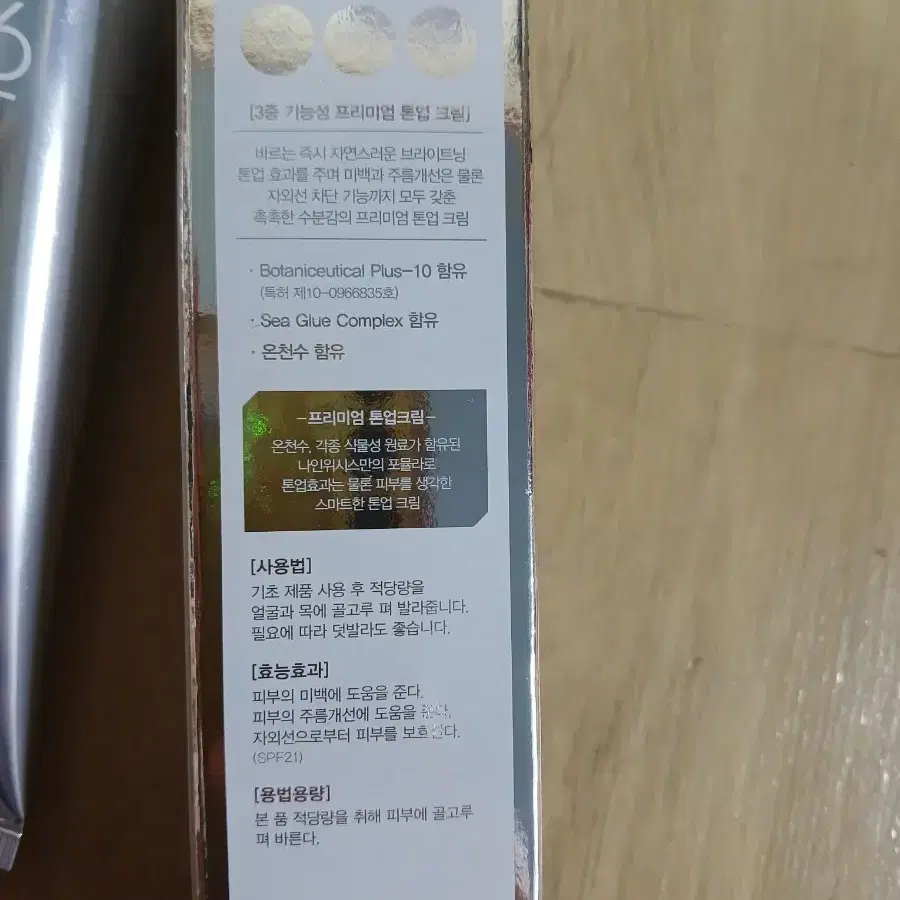 [3중 기능성 프리미엄 톤업 크림]
바르는 즉시 자연스러운 브라이트닝
톤업 효과를 주며 미백과 주름개선은 물론
자외선 차단 기능까지 모두 갖춘
촉촉한 수분감의 프리미엄 톤업 크림
· Botaniceutical Plus-10 함유
(특허 제10-0966835호)
· Sea Glue Complex 함유
· 온천수 함유
-프리미엄 톤업크림-
온천수, 각종 식물성 원료가 함유된
나인위시스만의 포뮬라로
톤업효과는 물론 피부를 생각한
스마트한 톤업 크림
[사용법]
기초 제품 사용 후 적당량을
얼굴과 목에 골고루 펴 발라줍니다.
필요에 따라 덧발라도 좋습니다.
[효능효과]
피부의 미백에 도움을 준다.
피부의 주름개선에 도움을 준다.
자외선으로부터 피부를 보호한다.
(SPF21)
[용법용량]
본 품 적당량을 취해 피부에 골고루
펴 바른다.